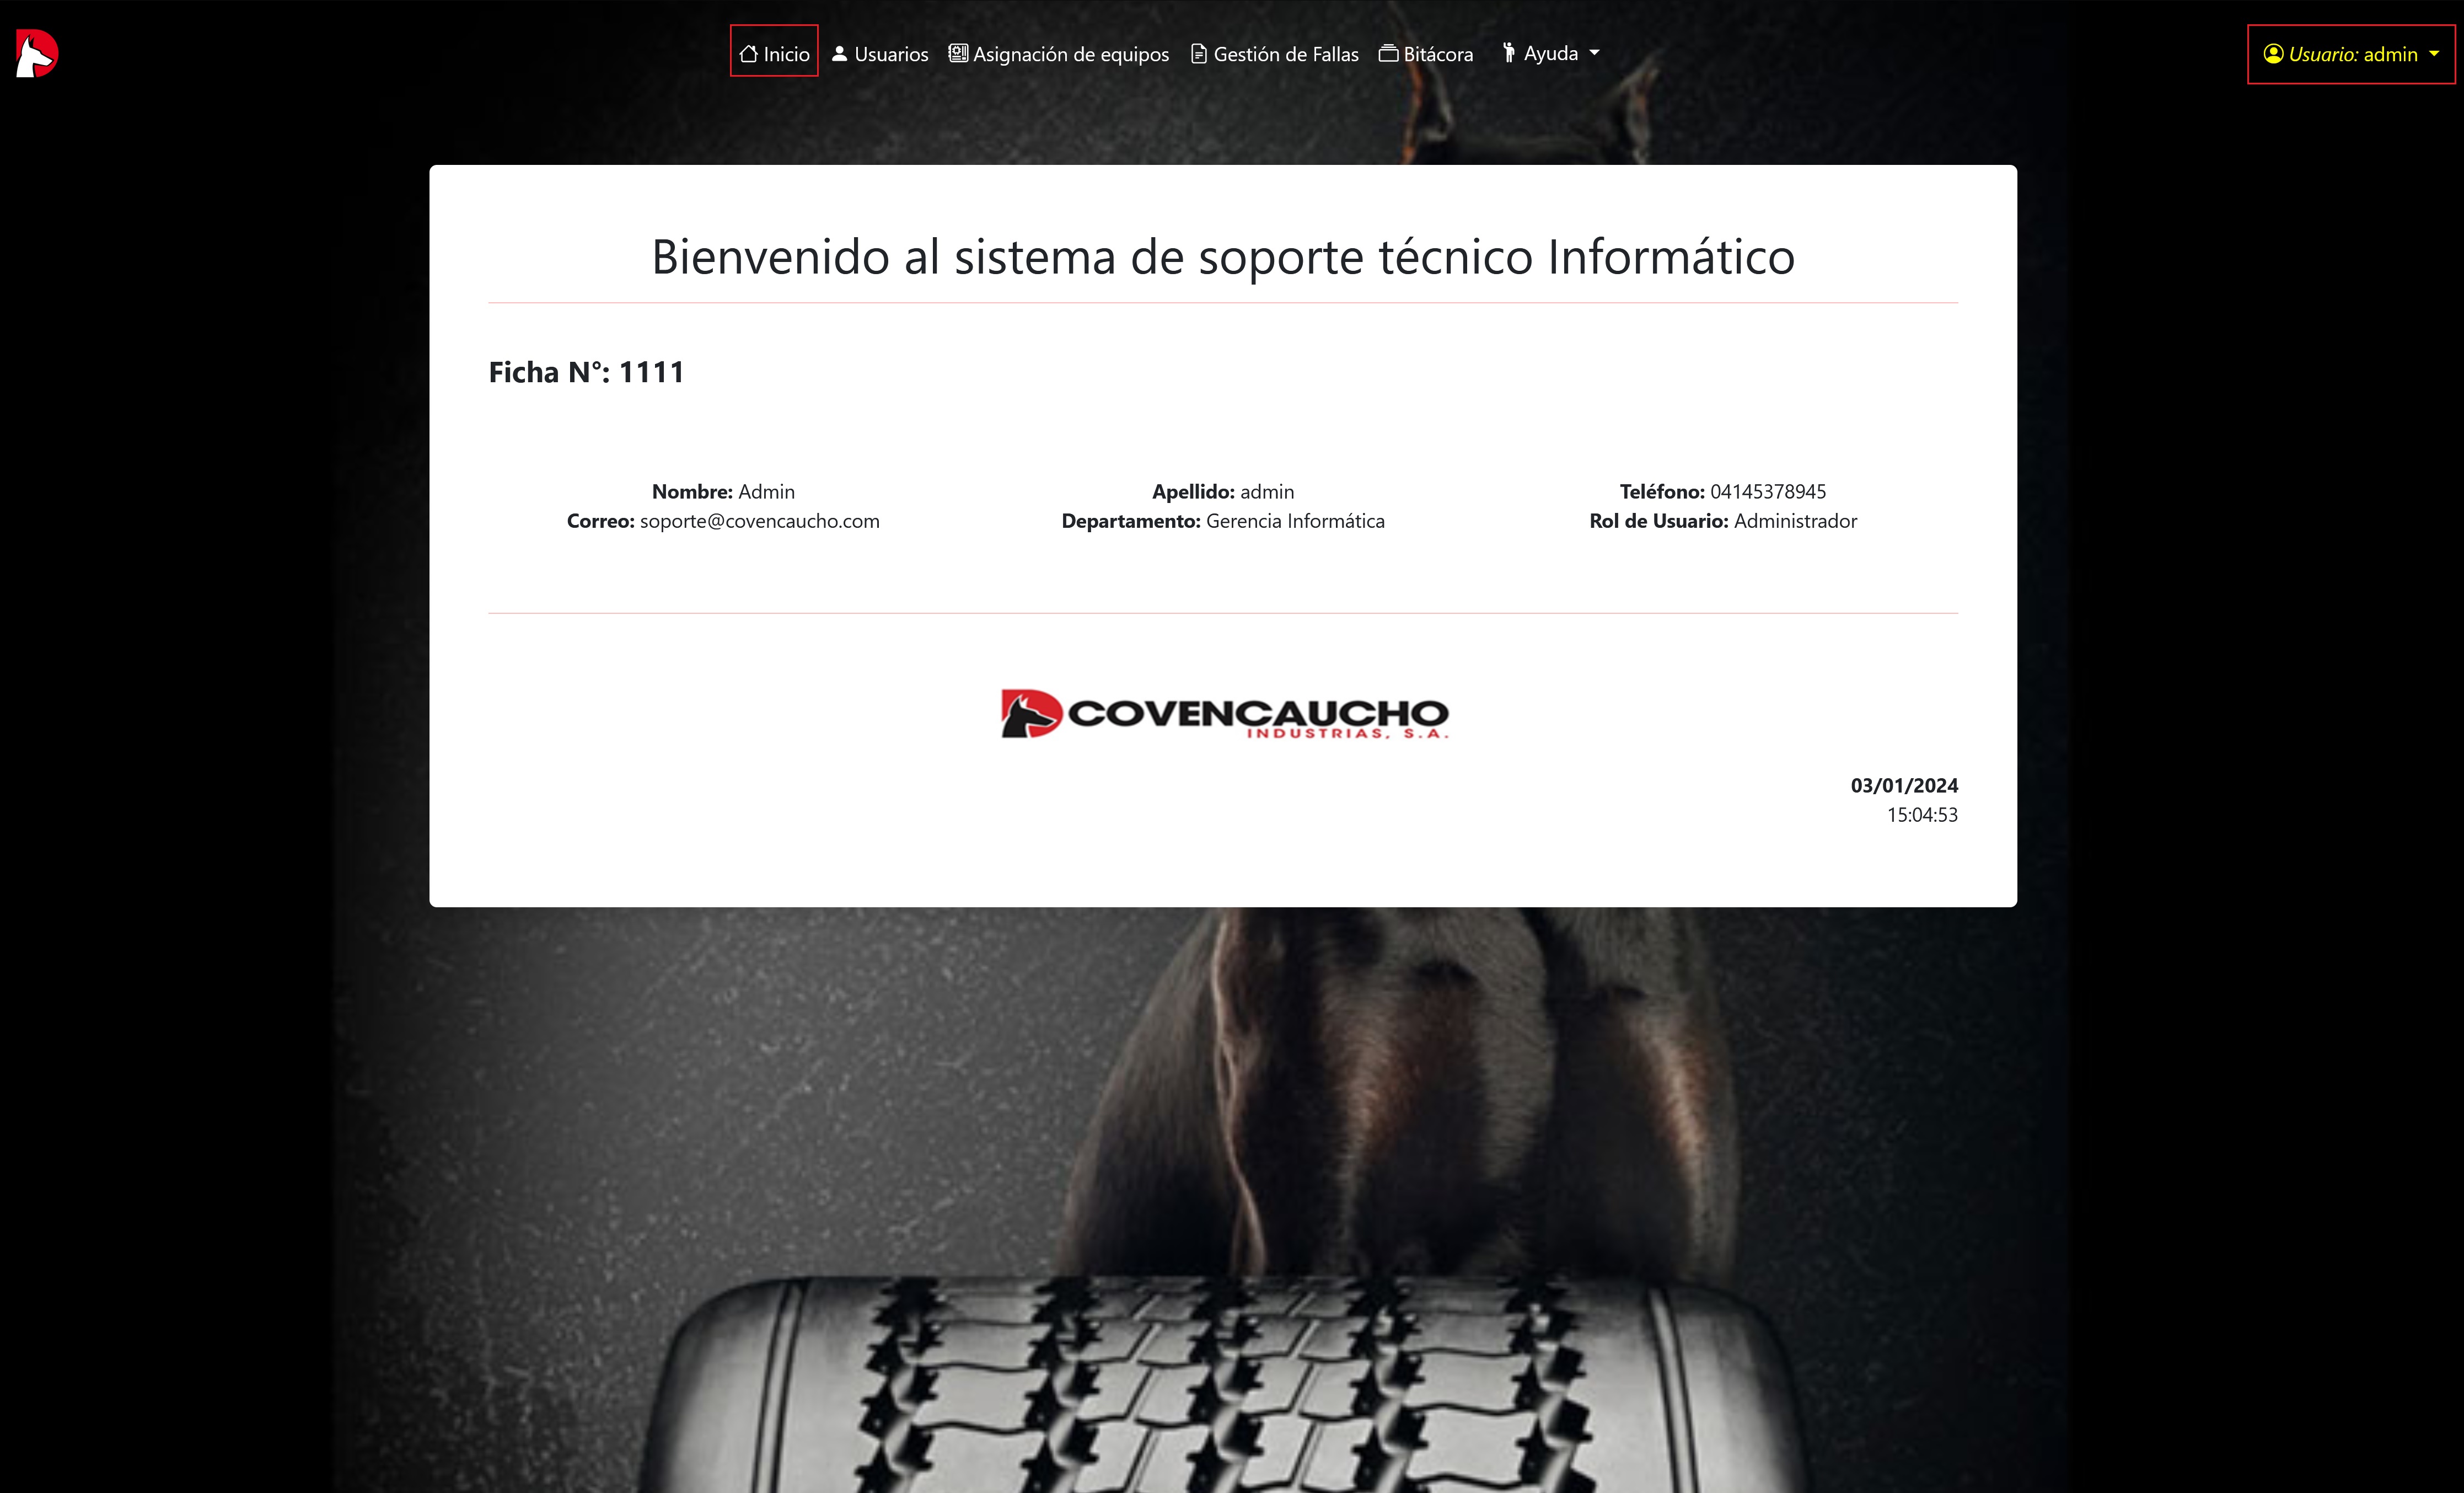 Inicio Usuarios Asignación de equipos Gestión de Fallas Bitácora Ayuda Usuario: admin
Bienvenido al sistema de soporte técnico Informático
Ficha N°: 1111
Nombre: Admin Apellido: admin Teléfono: 04145378945
Correo: soporte@covencaucho.com Departamento: Gerencia Informática Rol de Usuario: Administrador
COVENCAUCHO
INDUSTRIAS, S.A.
03/01/2024
15:04:53